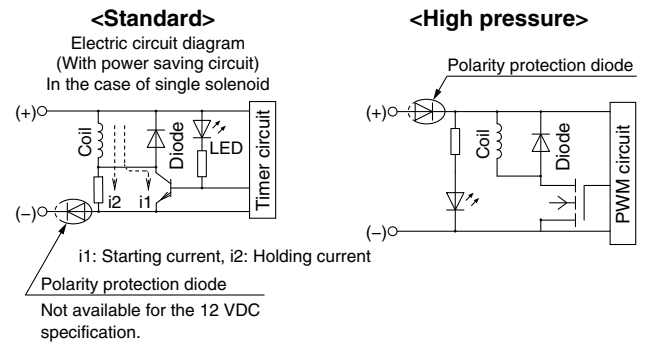 <Standard>
Electric circuit diagram
(With power saving circuit)
In the case of single solenoid
(+)
Coil
Diode
LED
Timer circuit
i2
i1
(–)
i1: Starting current, i2: Holding current
Polarity protection diode
Not available for the 12 VDC
specification.
<High pressure>
Polarity protection diode
(+)
Coil
Diode
PWM circuit
(–)